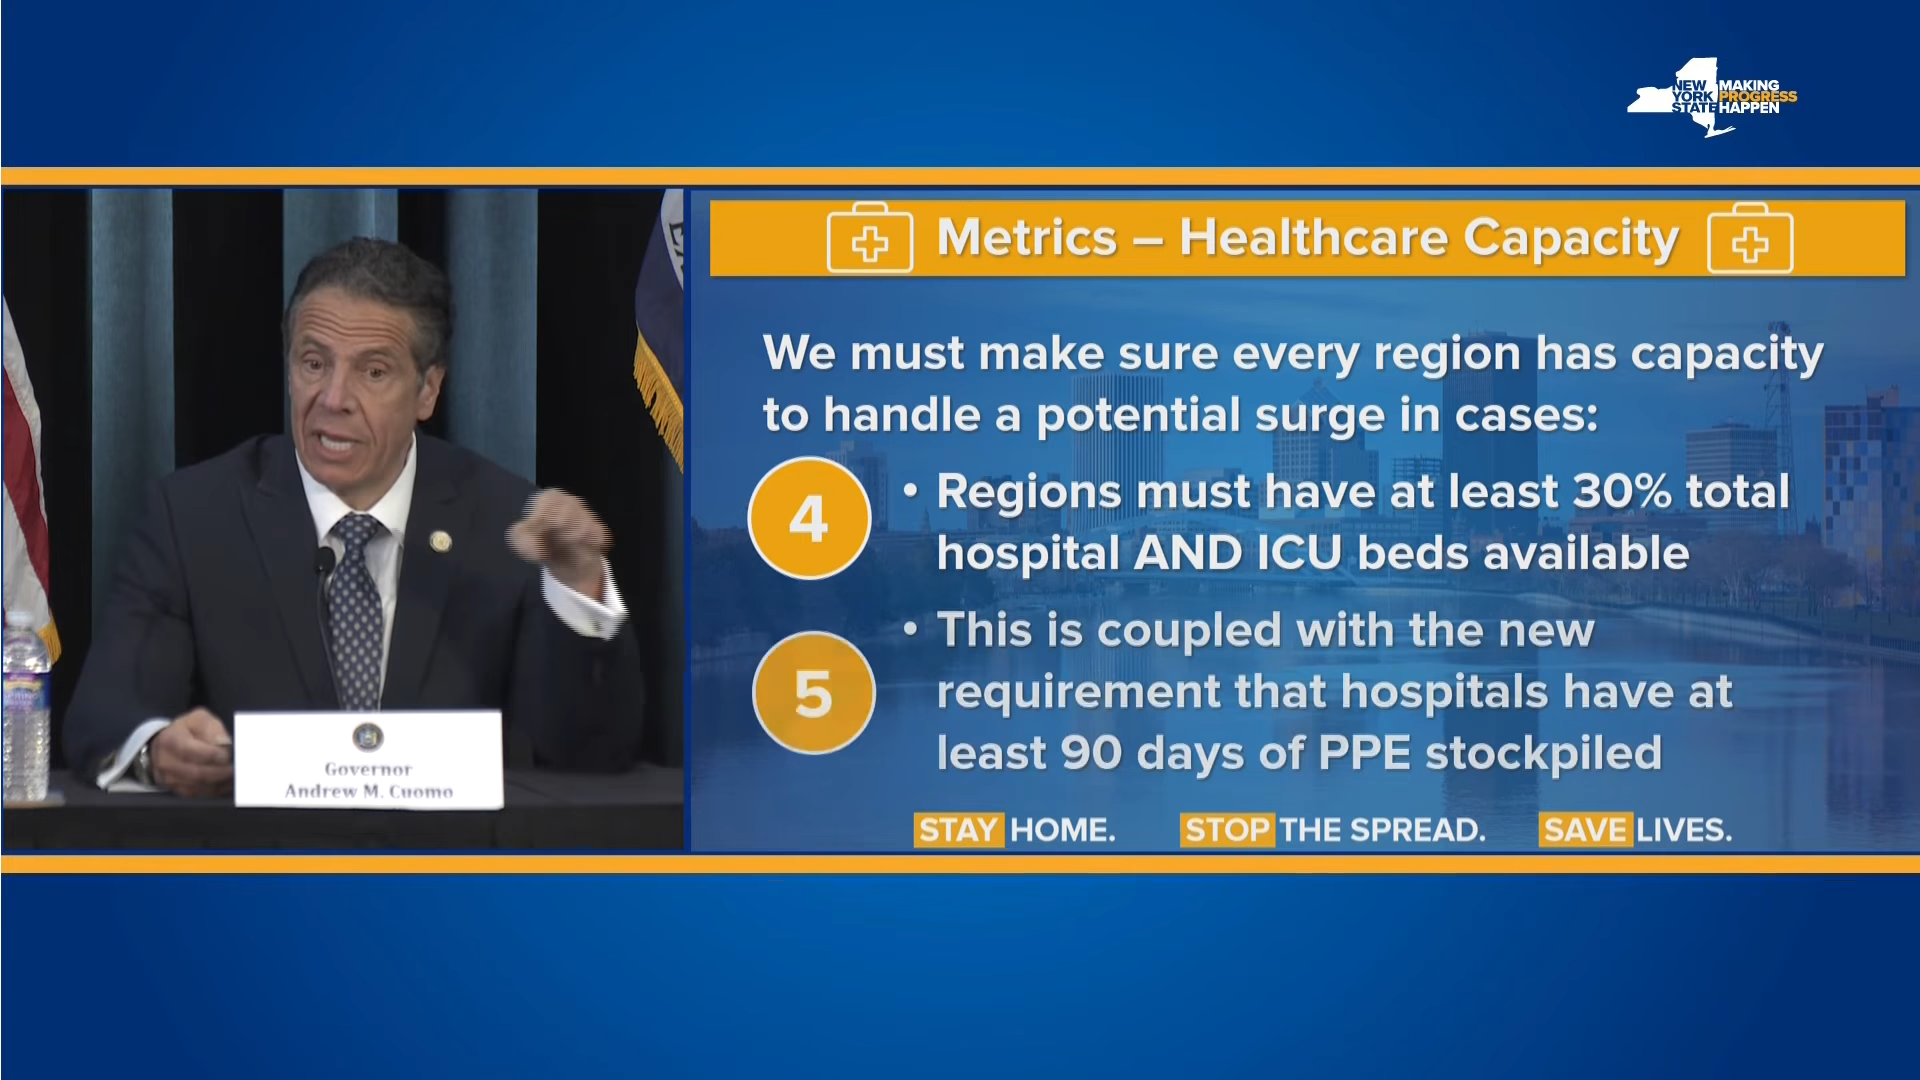 NEW
YORK
STATE
MAKING
PROGRESS
HAPPEN
Metrics – Healthcare Capacity
We must make sure every region has capacity
to handle a potential surge in cases:
4
• Regions must have at least 30% total
hospital AND ICU beds available
5
• This is coupled with the new
requirement that hospitals have at
least 90 days of PPE stockpiled
STAY HOME. STOP THE SPREAD. SAVE LIVES.
Governor
Andrew M. Cuomo